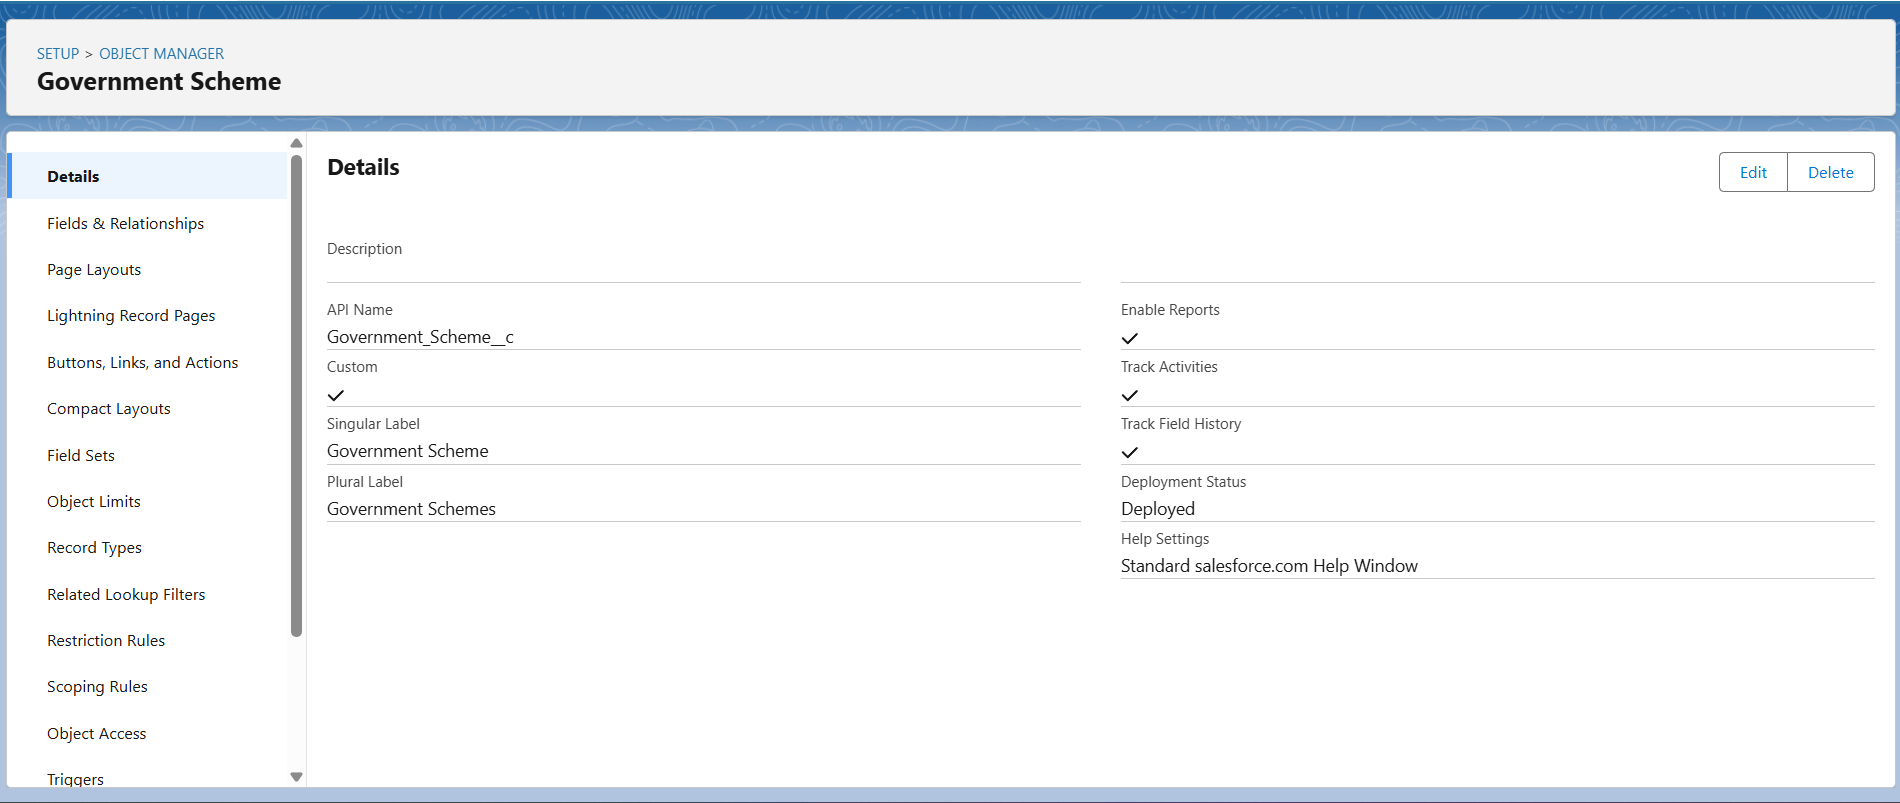 SETUP > OBJECT MANAGER
Government Scheme
Details
Fields & Relationships
Page Layouts
Lightning Record Pages
Buttons, Links, and Actions
Compact Layouts
Field Sets
Object Limits
Record Types
Related Lookup Filters
Restriction Rules
Scoping Rules
Object Access
Triggers
Details
Edit
Delete
Description
API Name
Government_Scheme__c
Custom
Singular Label
Government Scheme
Plural Label
Government Schemes
Enable Reports
Track Activities
Track Field History
Deployment Status
Deployed
Help Settings
Standard salesforce.com Help Window